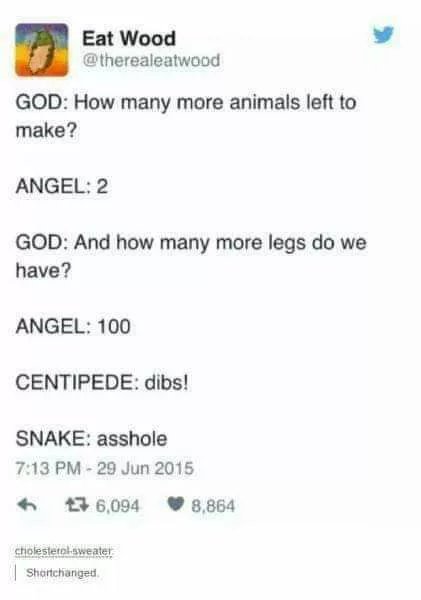 Eat Wood
@therealeatwood
GOD: How many more animals left to
make?
ANGEL: 2
GOD: And how many more legs do we
have?
ANGEL: 100
CENTIPEDE: dibs!
SNAKE: asshole
7:13 PM - 29 Jun 2015
6,094 8,864
cholesterol-sweater:
Shortchanged.